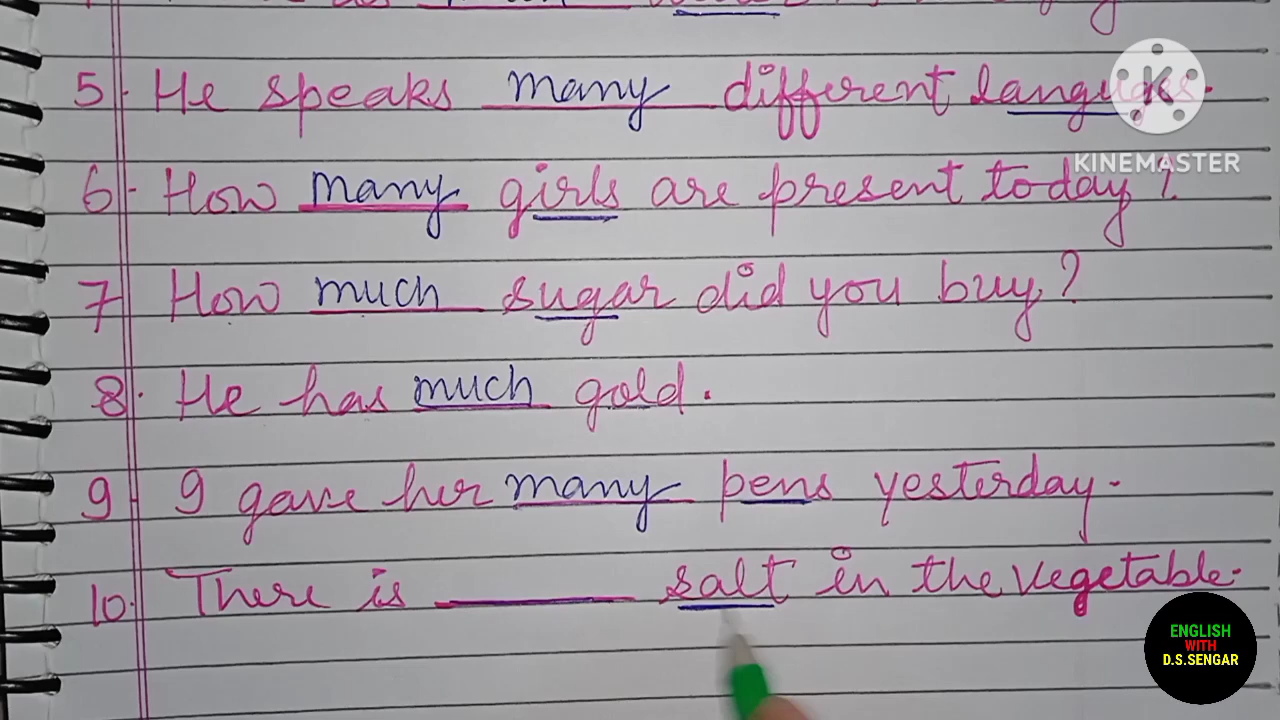 5. He speaks many different
KINEMASTER
6. How many girls are present today?
7. How much sugar did you buy?
8. He has much gold.
9. I gave her many pens yesterday.
10. There is ________ salt in the vegetable.
ENGLISH
WITH
D.S.SENGAR